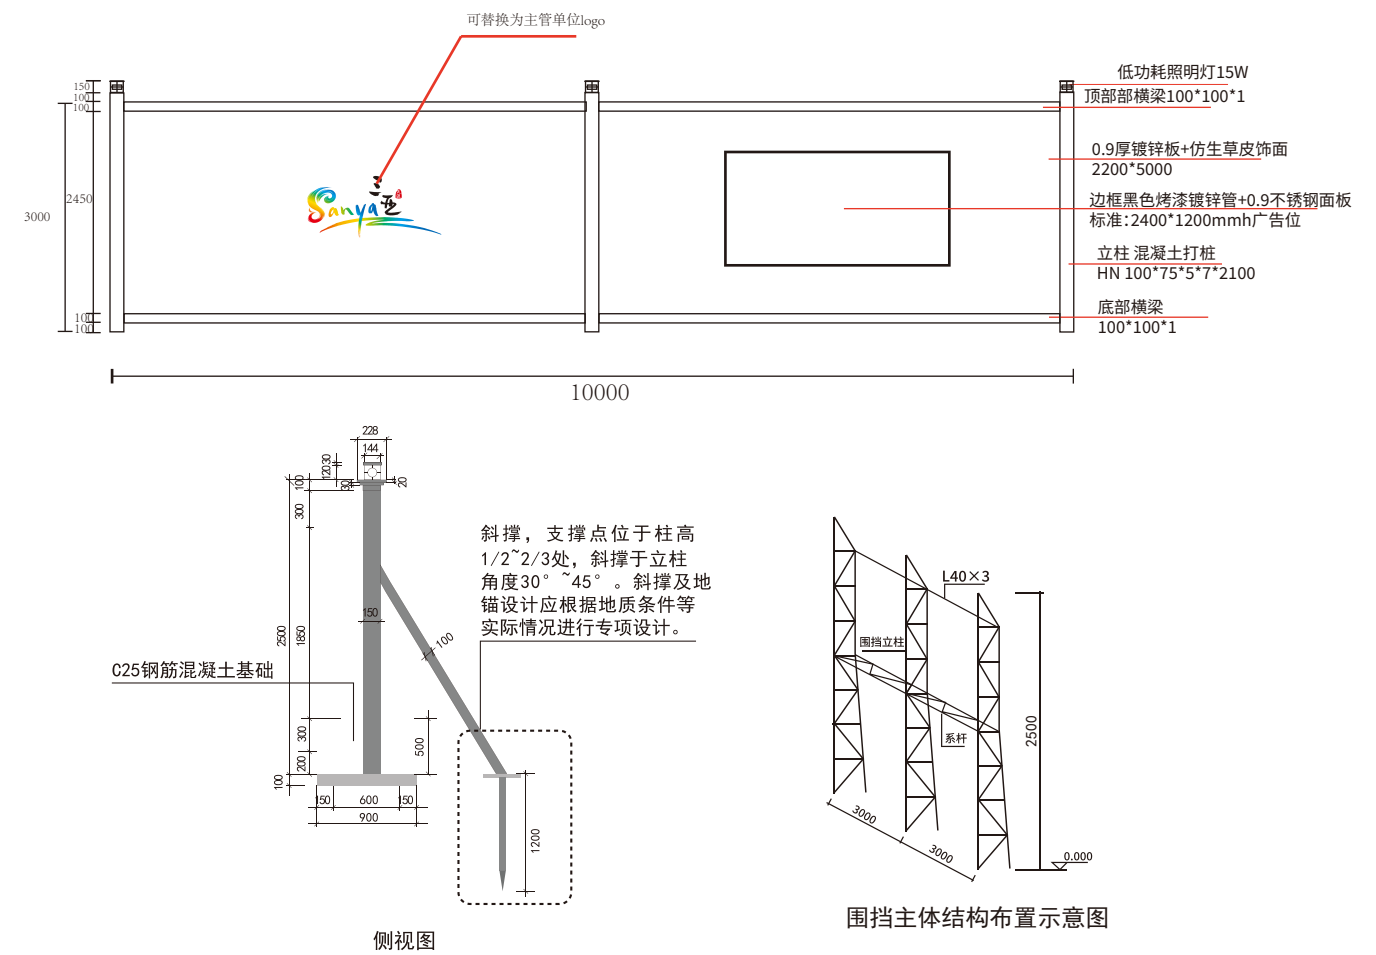 可替换为主管单位logo
150
100
100
2450
3000
100
100
三亚
Sanya
低功耗照明灯15W
顶部部横梁100*100*1
0.9厚镀锌板+仿生草皮饰面
2200*5000
边框黑色烤漆镀锌管+0.9不锈钢面板
标准:2400*1200mmh广告位
立柱 混凝土打桩
HN 100*75*5*7*2100
底部横梁
100*100*1
10000
228
144
30
120
100
30
20
300
150
2500
1850
100
斜撑，支撑点位于柱高
1/2~2/3处，斜撑于立柱
角度30°~45°。斜撑及地
锚设计应根据地质条件等
实际情况进行专项设计。
C25钢筋混凝土基础
300
200
100
500
150
600
150
900
1200
侧视图
L40×3
围挡立柱
系杆
2500
3000
3000
0.000
围挡主体结构布置示意图